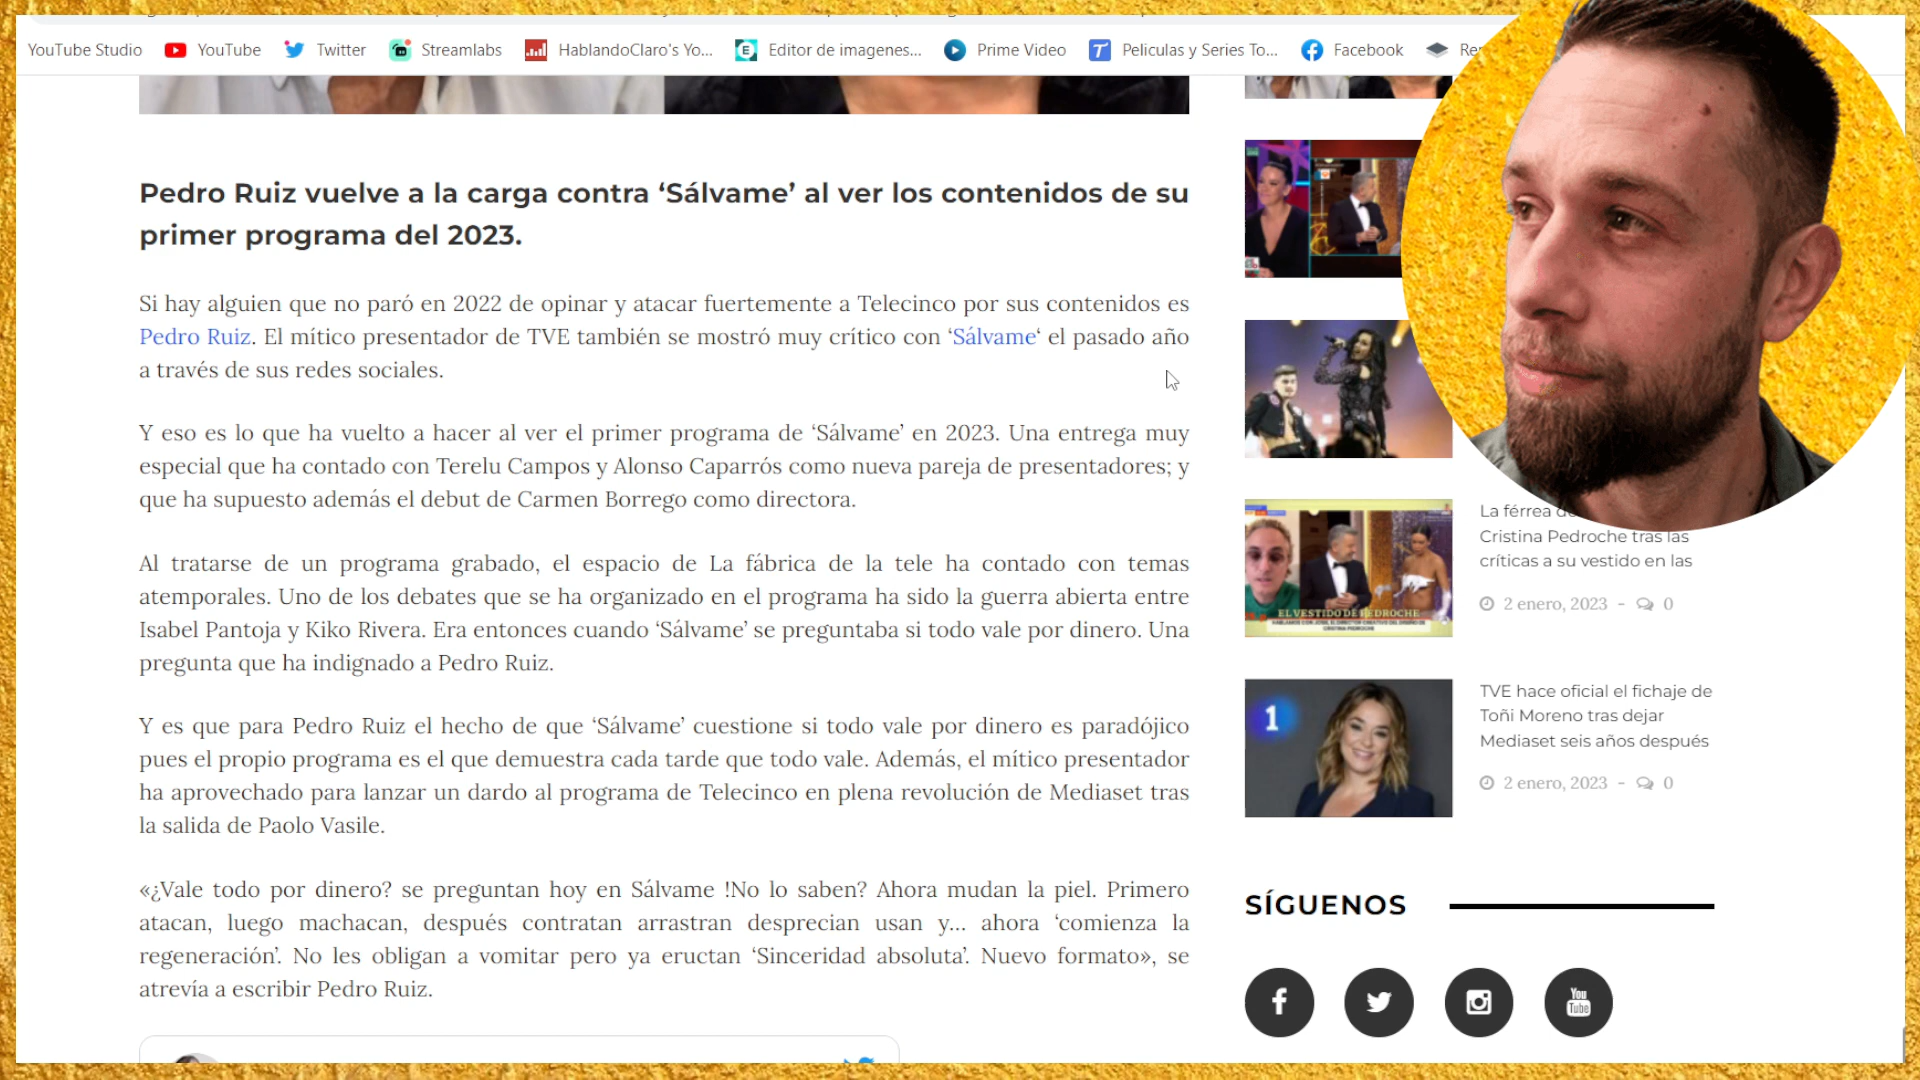 YouTube Studio YouTube Twitter Streamlabs HablandoClaro's Yo... Editor de imagenes... Prime Video Peliculas y Series To... Facebook
Pedro Ruiz vuelve a la carga contra ‘Sálvame’ al ver los contenidos de su
primer programa del 2023.
Si hay alguien que no paró en 2022 de opinar y atacar fuertemente a Telecinco por sus contenidos es
Pedro Ruiz. El mítico presentador de TVE también se mostró muy crítico con ‘Sálvame‘ el pasado año
a través de sus redes sociales.
Y eso es lo que ha vuelto a hacer al ver el primer programa de ‘Sálvame’ en 2023. Una entrega muy
especial que ha contado con Terelu Campos y Alonso Caparrós como nueva pareja de presentadores; y
que ha supuesto además el debut de Carmen Borrego como directora.
Al tratarse de un programa grabado, el espacio de La fábrica de la tele ha contado con temas
atemporales. Uno de los debates que se ha organizado en el programa ha sido la guerra abierta entre
Isabel Pantoja y Kiko Rivera. Era entonces cuando ‘Sálvame’ se preguntaba si todo vale por dinero. Una
pregunta que ha indignado a Pedro Ruiz.
Y es que para Pedro Ruiz el hecho de que ‘Sálvame’ cuestione si todo vale por dinero es paradójico
pues el propio programa es el que demuestra cada tarde que todo vale. Además, el mítico presentador
ha aprovechado para lanzar un dardo al programa de Telecinco en plena revolución de Mediaset tras
la salida de Paolo Vasile.
«¿Vale todo por dinero? se preguntan hoy en Sálvame !No lo saben? Ahora mudan la piel. Primero
atacan, luego machacan, después contratan arrastran desprecian usan y... ahora ‘comienza la
regeneración’. No les obligan a vomitar pero ya eructan ‘Sinceridad absoluta’. Nuevo formato», se
atrevía a escribir Pedro Ruiz.
EL VESTIDO DE PEDROCHE
La férrea
Cristina Pedroche tras las
críticas a su vestido en las
2 enero, 2023 - 0
1
TVE hace oficial el fichaje de
Toñi Moreno tras dejar
Mediaset seis años después
2 enero, 2023 - 0
SÍGUENOS
You
Tube